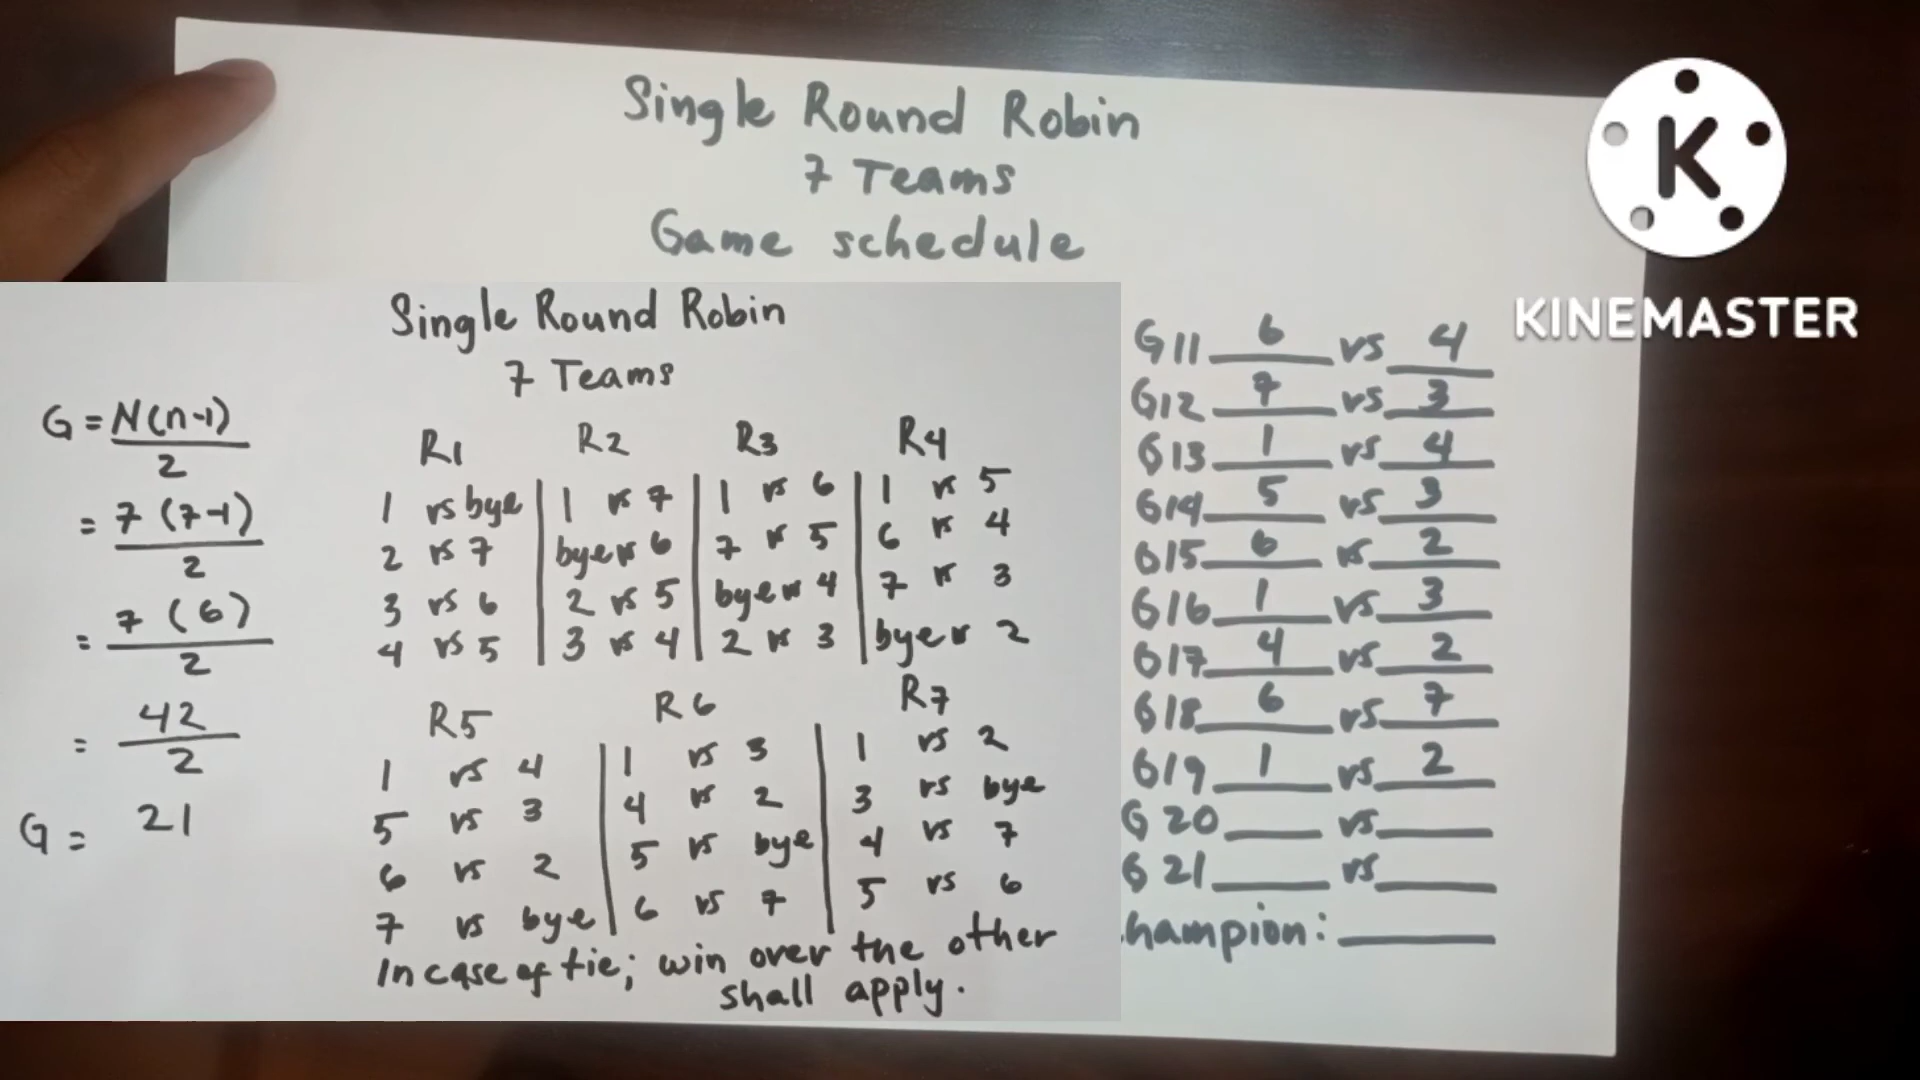 Single Round Robin
7 Teams
Game schedule
K
KINEMASTER
Single Round Robin
7 Teams
G = N(n-1)
2
= 7 (7-1)
2
= 7 (6)
2
= 42
2
G = 21
R1
1 vs bye
2 vs 7
3 vs 6
4 vs 5
R2
1 vs 7
bye vs 6
2 vs 5
3 vs 4
R3
1 vs 6
7 vs 5
bye vs 4
2 vs 3
R4
1 vs 5
6 vs 4
7 vs 3
bye vs 2
R5
1 vs 4
5 vs 3
6 vs 2
7 vs bye
R6
1 vs 3
4 vs 2
5 vs bye
6 vs 7
R7
1 vs 2
3 vs bye
4 vs 7
5 vs 6
In case of tie; win over the other
shall apply.
G11 6 vs 4
G12 7 vs 3
G13 1 vs 4
G14 5 vs 3
G15 6 vs 2
G16 1 vs 3
G17 4 vs 2
G18 6 vs 7
G19 1 vs 2
G20 ___ vs ___
G21 ___ vs ___
hampion: ___